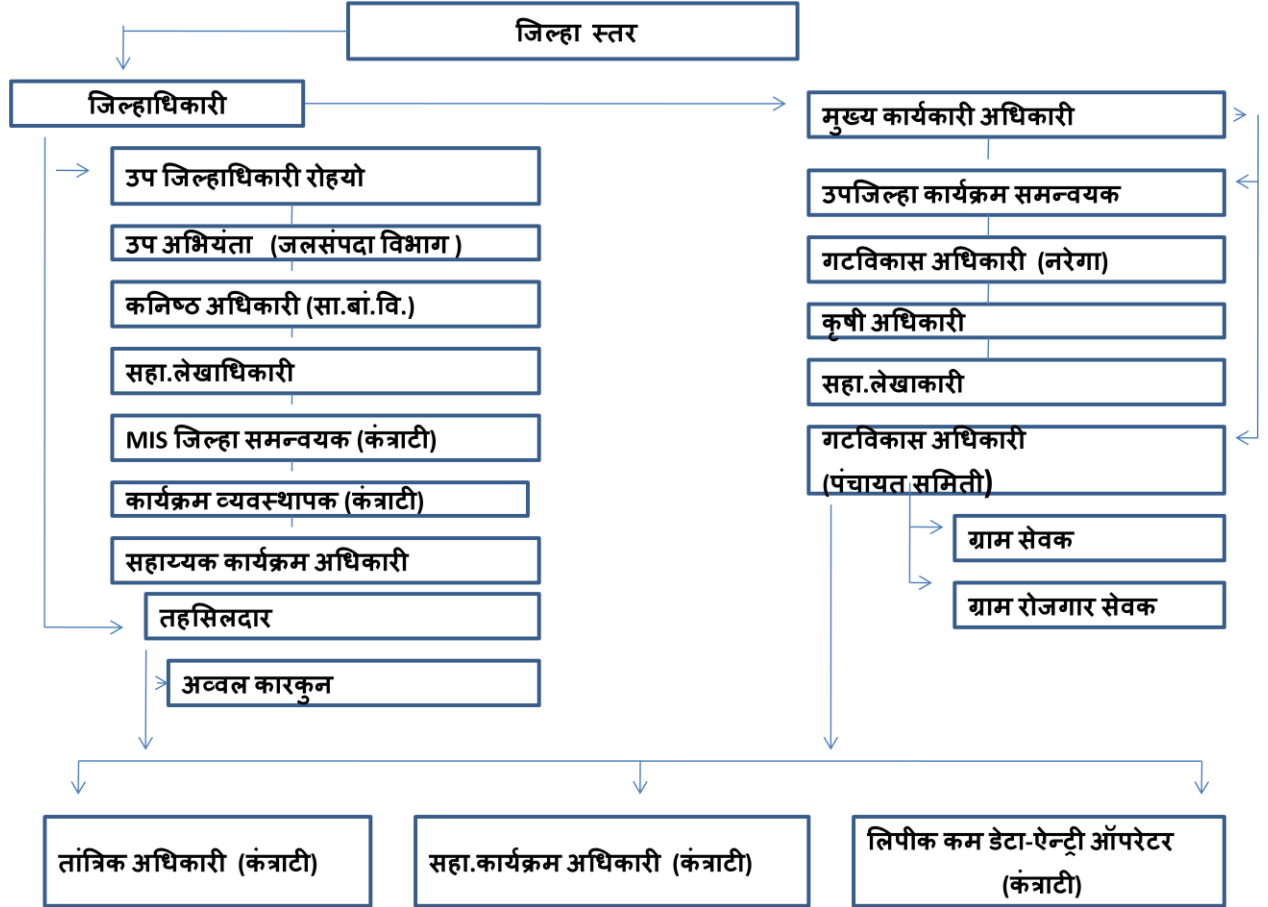 जिल्हा स्तर
जिल्हाधिकारी
उप जिल्हाधिकारी रोहयो
उप अभियंता (जलसंपदा विभाग )
कनिष्ठ अधिकारी (सा.बां.वि.)
सहा.लेखाधिकारी
MIS जिल्हा समन्वयक (कंत्राटी)
कार्यक्रम व्यवस्थापक (कंत्राटी)
सहाय्यक कार्यक्रम अधिकारी
तहसिलदार
अव्वल कारकुन
मुख्य कार्यकारी अधिकारी
उपजिल्हा कार्यक्रम समन्वयक
गटविकास अधिकारी (नरेगा)
कृषी अधिकारी
सहा.लेखाकारी
गटविकास अधिकारी
(पंचायत समिती)
ग्राम सेवक
ग्राम रोजगार सेवक
तांत्रिक अधिकारी (कंत्राटी)
सहा.कार्यक्रम अधिकारी (कंत्राटी)
लिपीक कम डेटा-ऐन्ट्री ऑपरेटर
(कंत्राटी)